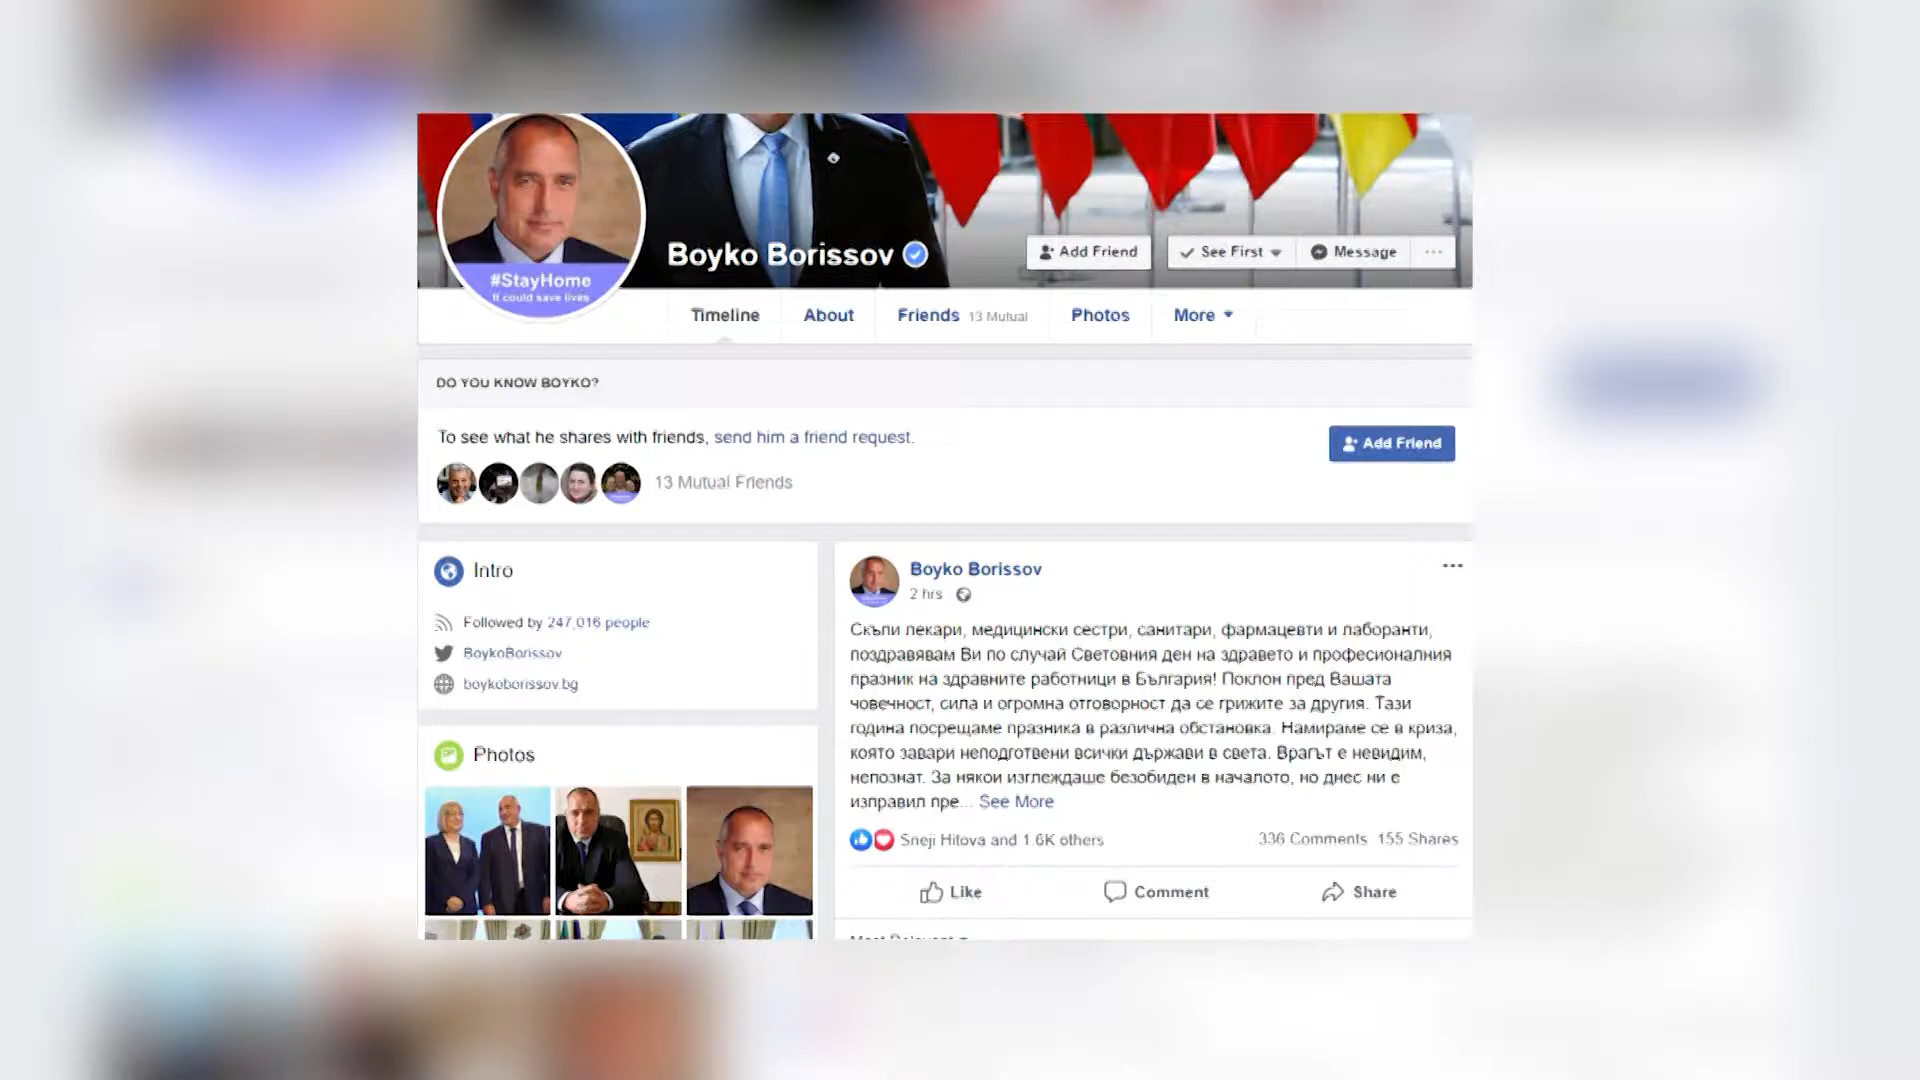 Boyko Borissov
Add Friend
See First
Message
#StayHome
It could save lives
Timeline
About
Friends 13 Mutual
Photos
More
DO YOU KNOW BOYKO?
To see what he shares with friends, send him a friend request.
Add Friend
13 Mutual Friends
Intro
Followed by 247,016 people
BoykoBorissov
boykoborissov.bg
Photos
Boyko Borissov
2 hrs
Скъпи лекари, медицински сестри, санитари, фармацевти и лаборанти,
поздравявам Ви по случай Световния ден на здравето и професионалния
празник на здравните работници в България! Поклон пред Вашата
човечност, сила и огромна отговорност да се грижите за другия. Тази
година посрещаме празника в различна обстановка. Намираме се в криза,
която завари неподготвени всички държави в света. Врагът е невидим,
непознат. За някои изглеждаше безобиден в началото, но днес ни е
изправил пре... See More
Sneji Hitova and 1.6K others
336 Comments 155 Shares
Like
Comment
Share
Most Relevant